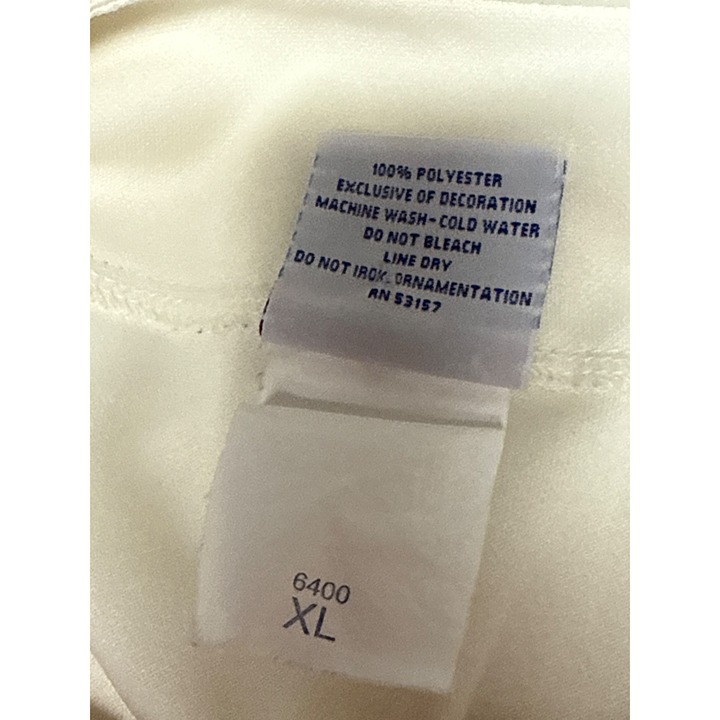 100% POLYESTER
EXCLUSIVE OF DECORATION
MACHINE WASH-COLD WATER
DO NOT BLEACH
LINE DRY
DO NOT IRON. ORNAMENTATION
RN 53157
6400
XL